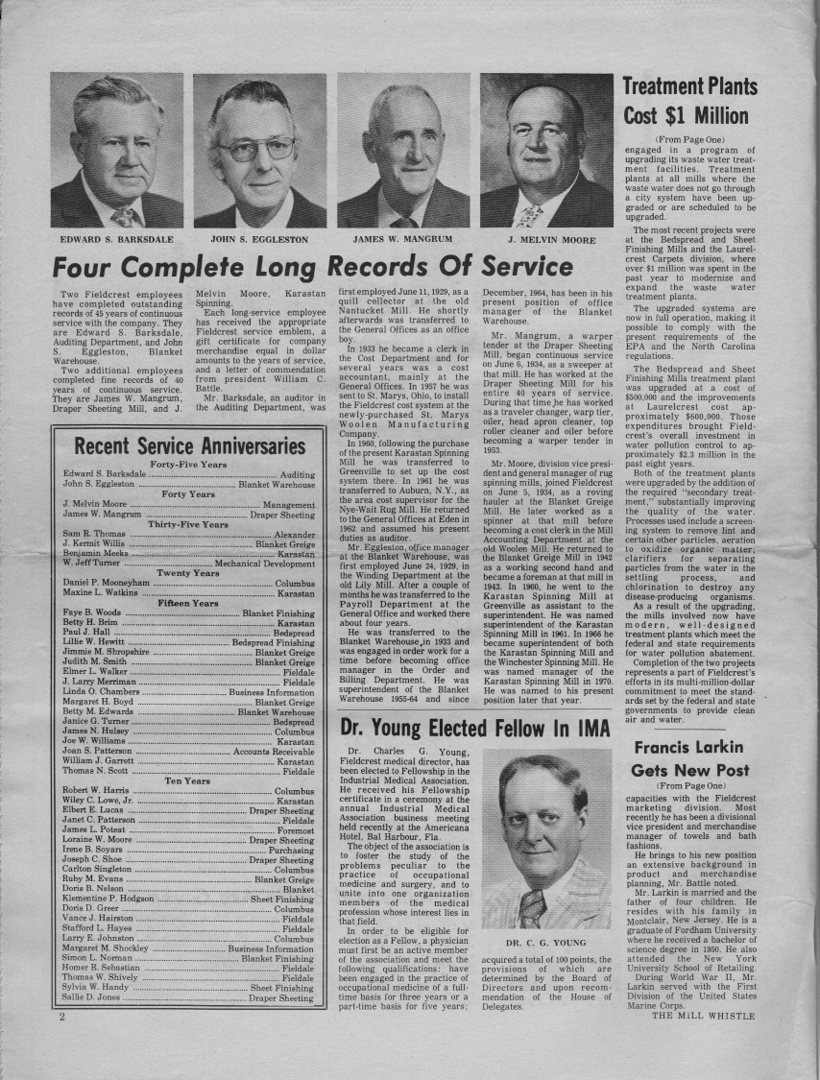 EDWARD S. BARKSDALE
JOHN S. EGGLESTON
JAMES W. MANGRUM
J. MELVIN MOORE
Four Complete Long Records Of Service
Two Fieldcrest employees
have completed outstanding
records of 45 years of continuous
service with the company. They
are Edward S. Barksdale,
Auditing Department, and John
S. Eggleston, Blanket
Warehouse.
Two additional employees
completed fine records of 40
years of continuous service.
They are James W. Mangrum,
Draper Sheeting Mill, and J.
Melvin Moore, Karastan
Spinning.
Each long-service employee
has received the appropriate
Fieldcrest service emblem, a
gift certificate for company
merchandise equal in dollar
amounts to the years of service,
and a letter of commendation
from president William C.
Battle.
Mr. Barksdale, an auditor in
the Auditing Department, was
first employed June 11, 1929, as a
quill collector at the old
Nantucket Mill. He shortly
afterwards was transferred to
the General Offices as an office
boy.
In 1933 he became a clerk in
the Cost Department and for
several years was a cost
accountant, mainly at the
General Offices. In 1957 he was
sent to St. Marys, Ohio, to install
the Fieldcrest cost system at the
newly-purchased St. Marys
Woolen Manufacturing
Company.
In 1960, following the purchase
of the present Karastan Spinning
Mill he was transferred to
Greenville to set up the cost
system there. In 1961 he was
transferred to Auburn, N.Y., as
the area cost supervisor for the
Nye-Wait Rug Mill. He returned
to the General Offices at Eden in
1962 and assumed his present
duties as auditor.
Mr. Eggleston, office manager
at the Blanket Warehouse, was
first employed June 24, 1929, in
the Winding Department at the
old Lily Mill. After a couple of
months he was transferred to the
Payroll Department at the
General Office and worked there
about four years.
He was transferred to the
Blanket Warehouse in 1933 and
was engaged in order work for a
time before becoming office
manager in the Order and
Billing Department. He was
superintendent of the Blanket
Warehouse 1955-64 and since
December, 1964, has been in his
present position of office
manager of the Blanket
Warehouse.
Mr. Mangrum, a warper
tender at the Draper Sheeting
Mill, began continuous service
on June 6, 1934, as a sweeper at
that mill. He has worked at the
Draper Sheeting Mill for his
entire 40 years of service.
During that time he has worked
as a traveler changer, warp tier,
oiler, head apron cleaner, top
roller cleaner and oiler before
becoming a warper tender in
1953.
Mr. Moore, division vice presi-
dent and general manager of rug
spinning mills, joined Fieldcrest
on June 5, 1934, as a roving
hauler at the Blanket Greige
Mill. He later worked as a
spinner at that mill before
becoming a cost clerk in the Mill
Accounting Department at the
old Woolen Mill. He returned to
the Blanket Greige Mill in 1942
as a working second hand and
became a foreman at that mill in
1943. In 1960, he went to the
Karastan Spinning Mill at
Greenville as assistant to the
superintendent. He was named
superintendent of the Karastan
Spinning Mill in 1961. In 1966 he
became superintendent of both
the Karastan Spinning Mill and
the Winchester Spinning Mill. He
was named manager of the
Karastan Spinning Mill in 1970.
He was named to his present
position later that year.
Recent Service Anniversaries
Forty-Five Years
Edward S. Barksdale Auditing
John S. Eggleston Blanket Warehouse
Forty Years
J. Melvin Moore Management
James W. Mangrum Draper Sheeting
Thirty-Five Years
Sam R. Thomas Alexander
J. Kermit Willis Blanket Greige
Benjamin Meeks Karastan
W. Jeff Turner Mechanical Development
Twenty Years
Daniel P. Mooneyham Columbus
Maxine L. Watkins Karastan
Fifteen Years
Faye B. Woods Blanket Finishing
Betty H. Brim Karastan
Paul J. Hall Bedspread
Lillie W. Hewitt Bedspread Finishing
Jimmie M. Shropshire Blanket Greige
Judith M. Smith Blanket Greige
Elmer L. Walker Fieldale
J. Larry Merriman Fieldale
Linda O. Chambers Business Information
Margaret H. Boyd Blanket Greige
Betty M. Edwards Blanket Warehouse
Janice G. Turner Bedspread
James N. Hulsey Columbus
Joe W. Williams Karastan
Joan S. Patterson Accounts Receivable
William J. Garrett Karastan
Thomas N. Scott Fieldale
Ten Years
Robert W. Harris Columbus
Wiley C. Lowe, Jr. Karastan
Elbert E. Lucas Draper Sheeting
Janet C. Patterson Fieldale
James L. Poteat Foremost
Loraine W. Moore Draper Sheeting
Irene B. Soyars Purchasing
Joseph C. Shoe Draper Sheeting
Carlton Singleton Columbus
Ruby M. Evans Blanket Greige
Doris B. Nelson Blanket
Klementine P. Hodgson Sheet Finishing
Doris D. Greer Columbus
Vance J. Hairston Fieldale
Stafford L. Hayes Fieldale
Larry E. Johnston Columbus
Margaret M. Shockley Business Information
Simon L. Norman Blanket Finishing
Homer R. Sebastian Fieldale
Thomas W. Shively Fieldale
Sylvia W. Handy Sheet Finishing
Sallie D. Jones Draper Sheeting
Dr. Young Elected Fellow In IMA
Dr. Charles G. Young,
Fieldcrest medical director, has
been elected to Fellowship in the
Industrial Medical Association.
He received his Fellowship
certificate in a ceremony at the
annual Industrial Medical
Association business meeting
held recently at the Americana
Hotel, Bal Harbour, Fla.
The object of the association is
to foster the study of the
problems peculiar to the
practice of occupational
medicine and surgery, and to
unite into one organization
members of the medical
profession whose interest lies in
that field.
In order to be eligible for
election as a Fellow, a physician
must first be an active member
of the association and meet the
following qualifications: have
been engaged in the practice of
occupational medicine of a full-
time basis for three years or a
part-time basis for five years;
DR. C. G. YOUNG
acquired a total of 100 points, the
provisions of which are
determined by the Board of
Directors and upon recom-
mendation of the House of
Delegates.
Treatment Plants
Cost $1 Million
(From Page One)
engaged in a program of
upgrading its waste water treat-
ment facilities. Treatment
plants at all mills where the
waste water does not go through
a city system have been up-
graded or are scheduled to be
upgraded.
The most recent projects were
at the Bedspread and Sheet
Finishing Mills and the Laurel-
crest Carpets division, where
over $1 million was spent in the
past year to modernize and
expand the waste water
treatment plants.
The upgraded systems are
now in full operation, making it
possible to comply with the
present requirements of the
EPA and the North Carolina
regulations.
The Bedspread and Sheet
Finishing Mills treatment plant
was upgraded at a cost of
$500,000 and the improvements
at Laurelcrest cost ap-
proximately $600,000. Those
expenditures brought Field-
crest's overall investment in
water pollution control to ap-
proximately $2.3 million in the
past eight years.
Both of the treatment plants
were upgraded by the addition of
the required "secondary treat-
ment," substantially improving
the quality of the water.
Processes used include a screen-
ing system to remove lint and
certain other particles, aeration
to oxidize organic matter,
clarifiers for separating
particles from the water in the
settling process, and
chlorination to destroy any
disease-producing organisms.
As a result of the upgrading,
the mills involved now have
modern, well-designed
treatment plants which meet the
federal and state requirements
for water pollution abatement.
Completion of the two projects
represents a part of Fieldcrest's
efforts in its multi-million-dollar
commitment to meet the stand-
ards set by the federal and state
governments to provide clean
air and water.
Francis Larkin
Gets New Post
(From Page One)
capacities with the Fieldcrest
marketing division. Most
recently he has been a divisional
vice president and merchandise
manager of towels and bath
fashions.
He brings to his new position
an extensive background in
product and merchandise
planning, Mr. Battle noted.
Mr. Larkin is married and the
father of four children. He
resides with his family in
Montclair, New Jersey. He is a
graduate of Fordham University
where he received a bachelor of
science degree in 1950. He also
attended the New York
University School of Retailing.
During World War II, Mr.
Larkin served with the First
Division of the United States
Marine Corps.
2
THE MILL WHISTLE